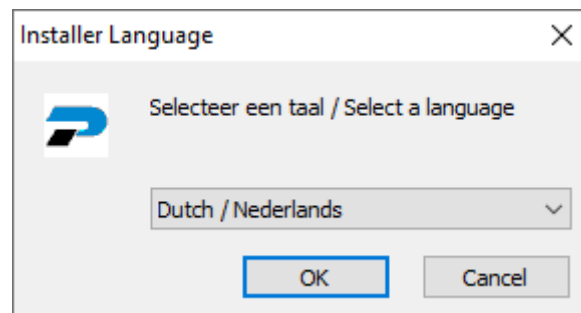 Installer Language
Selecteer een taal / Select a language
Dutch / Nederlands
OK
Cancel